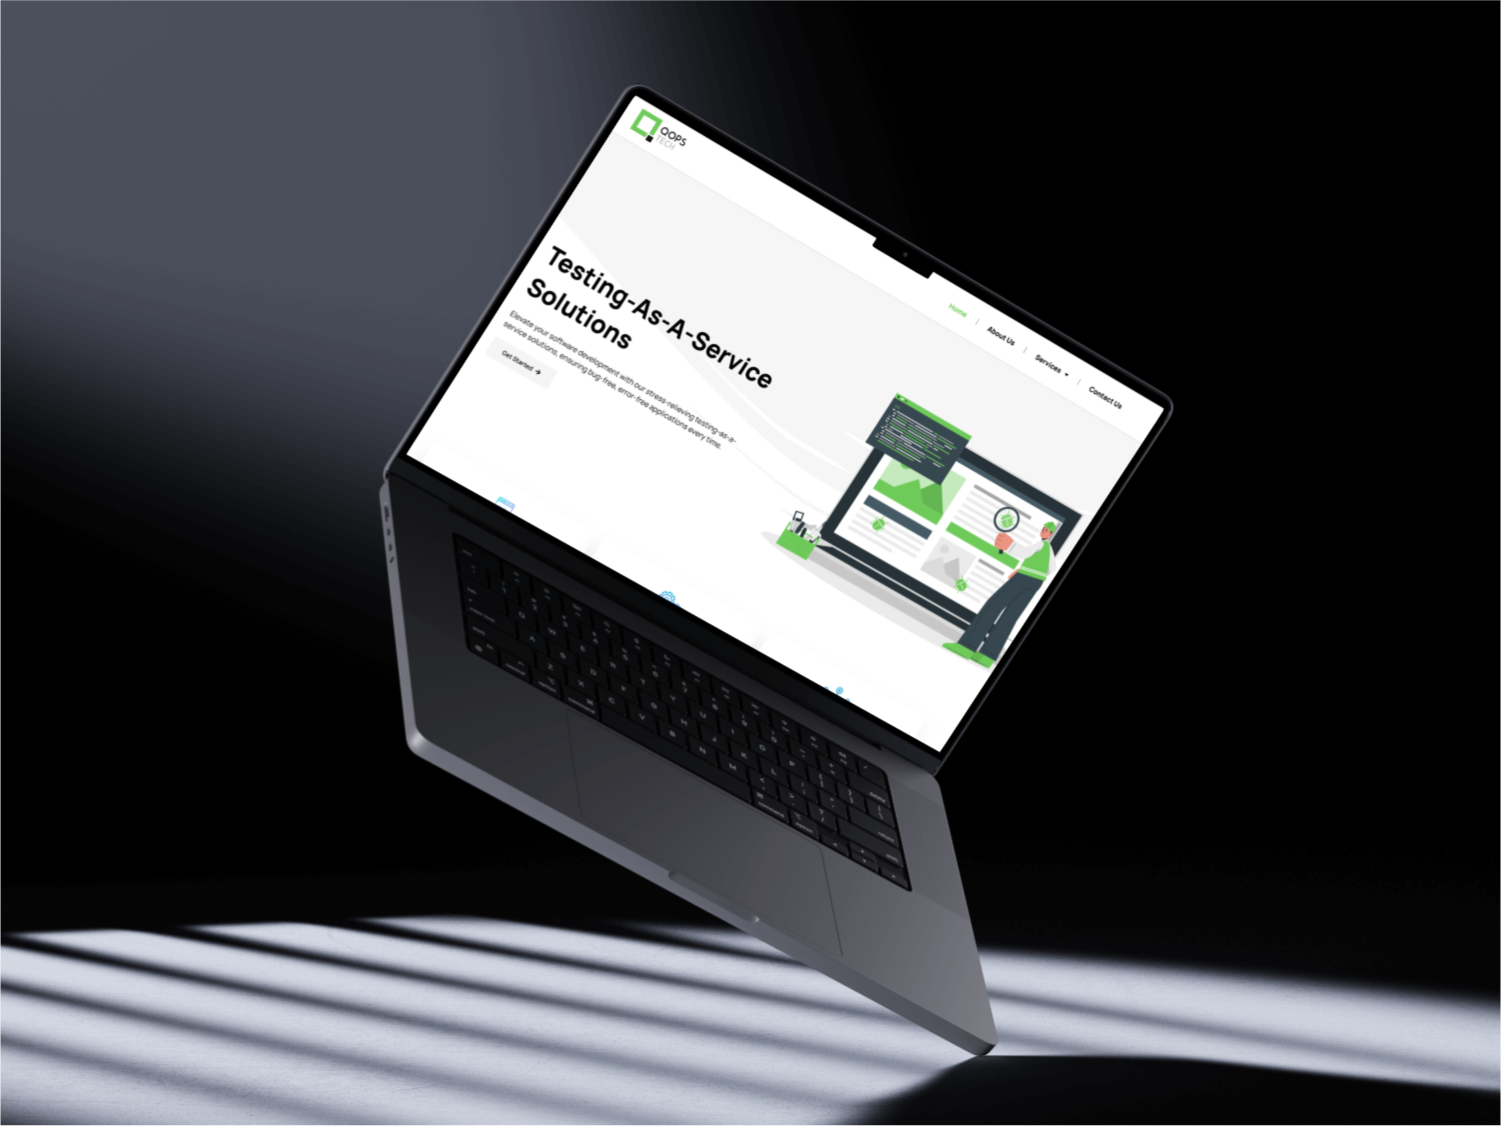 QOPS
TECH
Home
About Us
Services
Contact Us
Testing-As-A-Service
Solutions
Elevate your software development with our stress-relieving testing-as-a-
service solutions, ensuring bug-free, error-free applications every time.
Get Started →